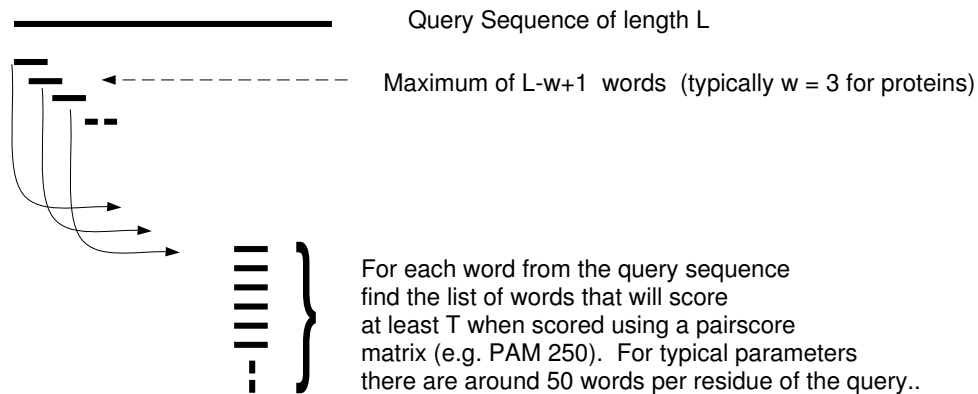 Query Sequence of length L
Maximum of L-w+1 words (typically w = 3 for proteins)
For each word from the query sequence
find the list of words that will score
at least T when scored using a pairscore
matrix (e.g. PAM 250). For typical parameters
there are around 50 words per residue of the query..